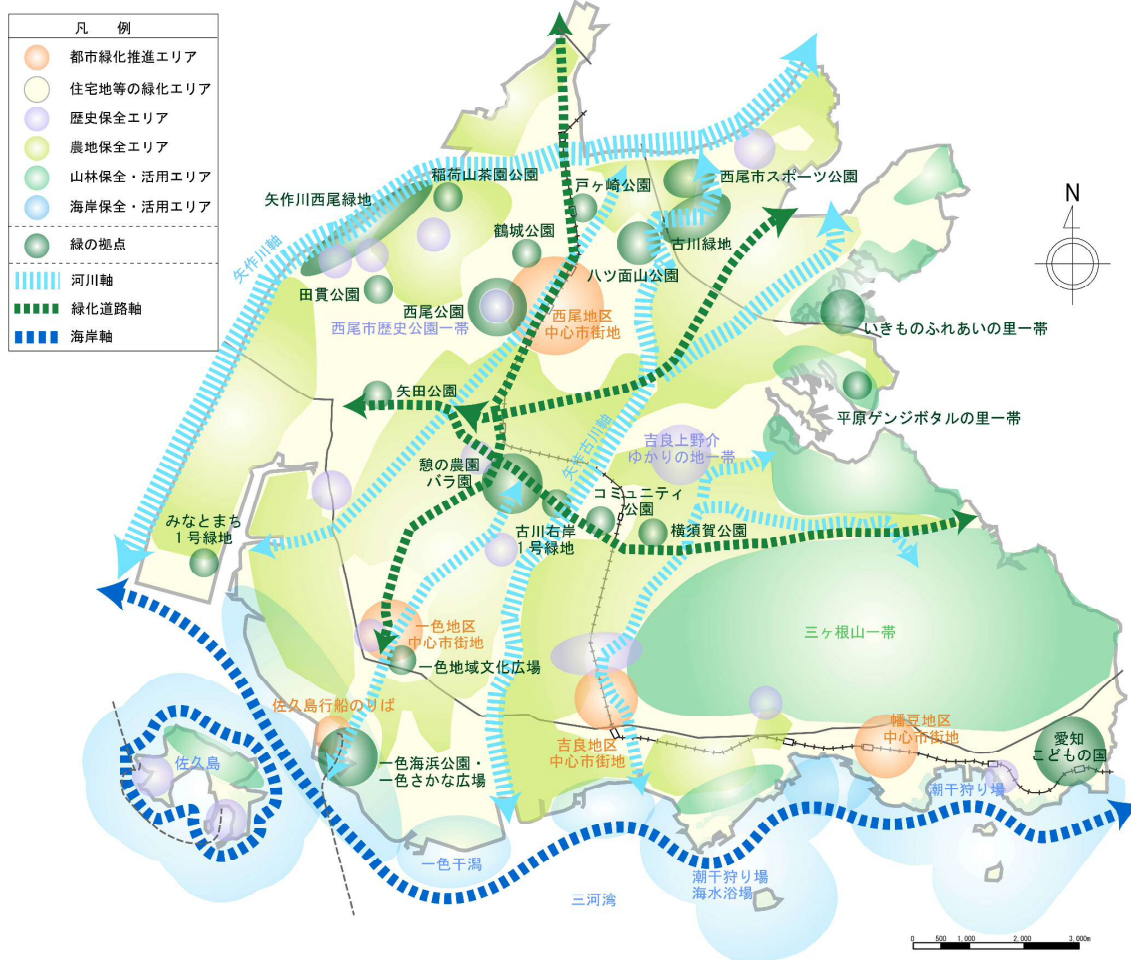 凡　例
都市緑化推進エリア
住宅地等の緑化エリア
歴史保全エリア
農地保全エリア
山林保全・活用エリア
海岸保全・活用エリア
緑の拠点
河川軸
緑化道路軸
海岸軸
N
稲荷山茶園公園
戸ヶ崎公園
西尾市スポーツ公園
矢作川西尾緑地
鶴城公園
古川緑地
矢作川軸
八ツ面山公園
田貫公園
西尾公園
西尾市歴史公園一帯
西尾地区
中心市街地
いきものふれあいの里一帯
矢田公園
平原ゲンジボタルの里一帯
矢作古川軸
吉良上野介
ゆかりの地一帯
憩の農園
バラ園
コミュニティ
公園
みなとまち
1号緑地
古川右岸
1号緑地
横須賀公園
一色地区
中心市街地
三ヶ根山一帯
一色地域文化広場
佐久島行船のりば
吉良地区
中心市街地
幡豆地区
中心市街地
愛知
こどもの国
佐久島
一色海浜公園・
一色さかな広場
潮干狩り場
一色干潟
潮干狩り場
海水浴場
三河湾
0 500 1,000 2,000 3,000m